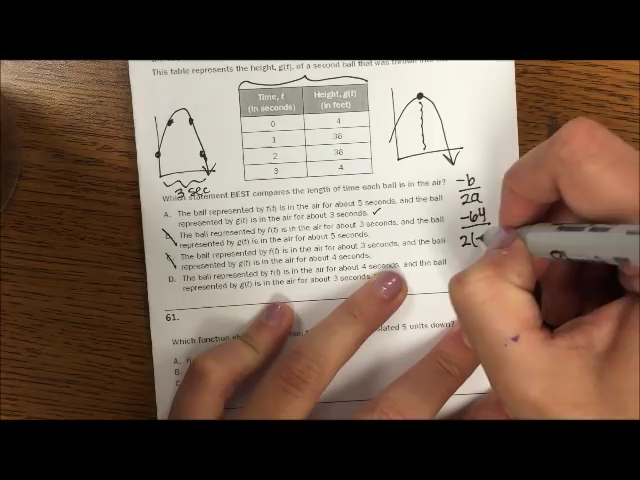 This table represents the height, g(t), of a second ball that was thrown
Time, t
(in seconds)
Height, g(t)
(in feet)
0 4
1 36
2 36
3 4
3 sec
Which statement BEST compares the length of time each ball is in the air?
A. The ball represented by f(t) is in the air for about 5 seconds, and the ball
represented by g(t) is in the air for about 3 seconds. ✓
The ball represented by f(t) is in the air for about 3 seconds, and the ball
represented by g(t) is in the air for about 5 seconds.
The ball represented by f(t) is in the air for about 3 seconds, and the ball
represented by g(t) is in the air for about 4 seconds.
D. The ball represented by f(t) is in the air for about 4 seconds, and the ball
represented by g(t) is in the air for about 3 seconds.
-b
2a
-64
2(-
61.
Which function
slated 5 units down?
A.
B.